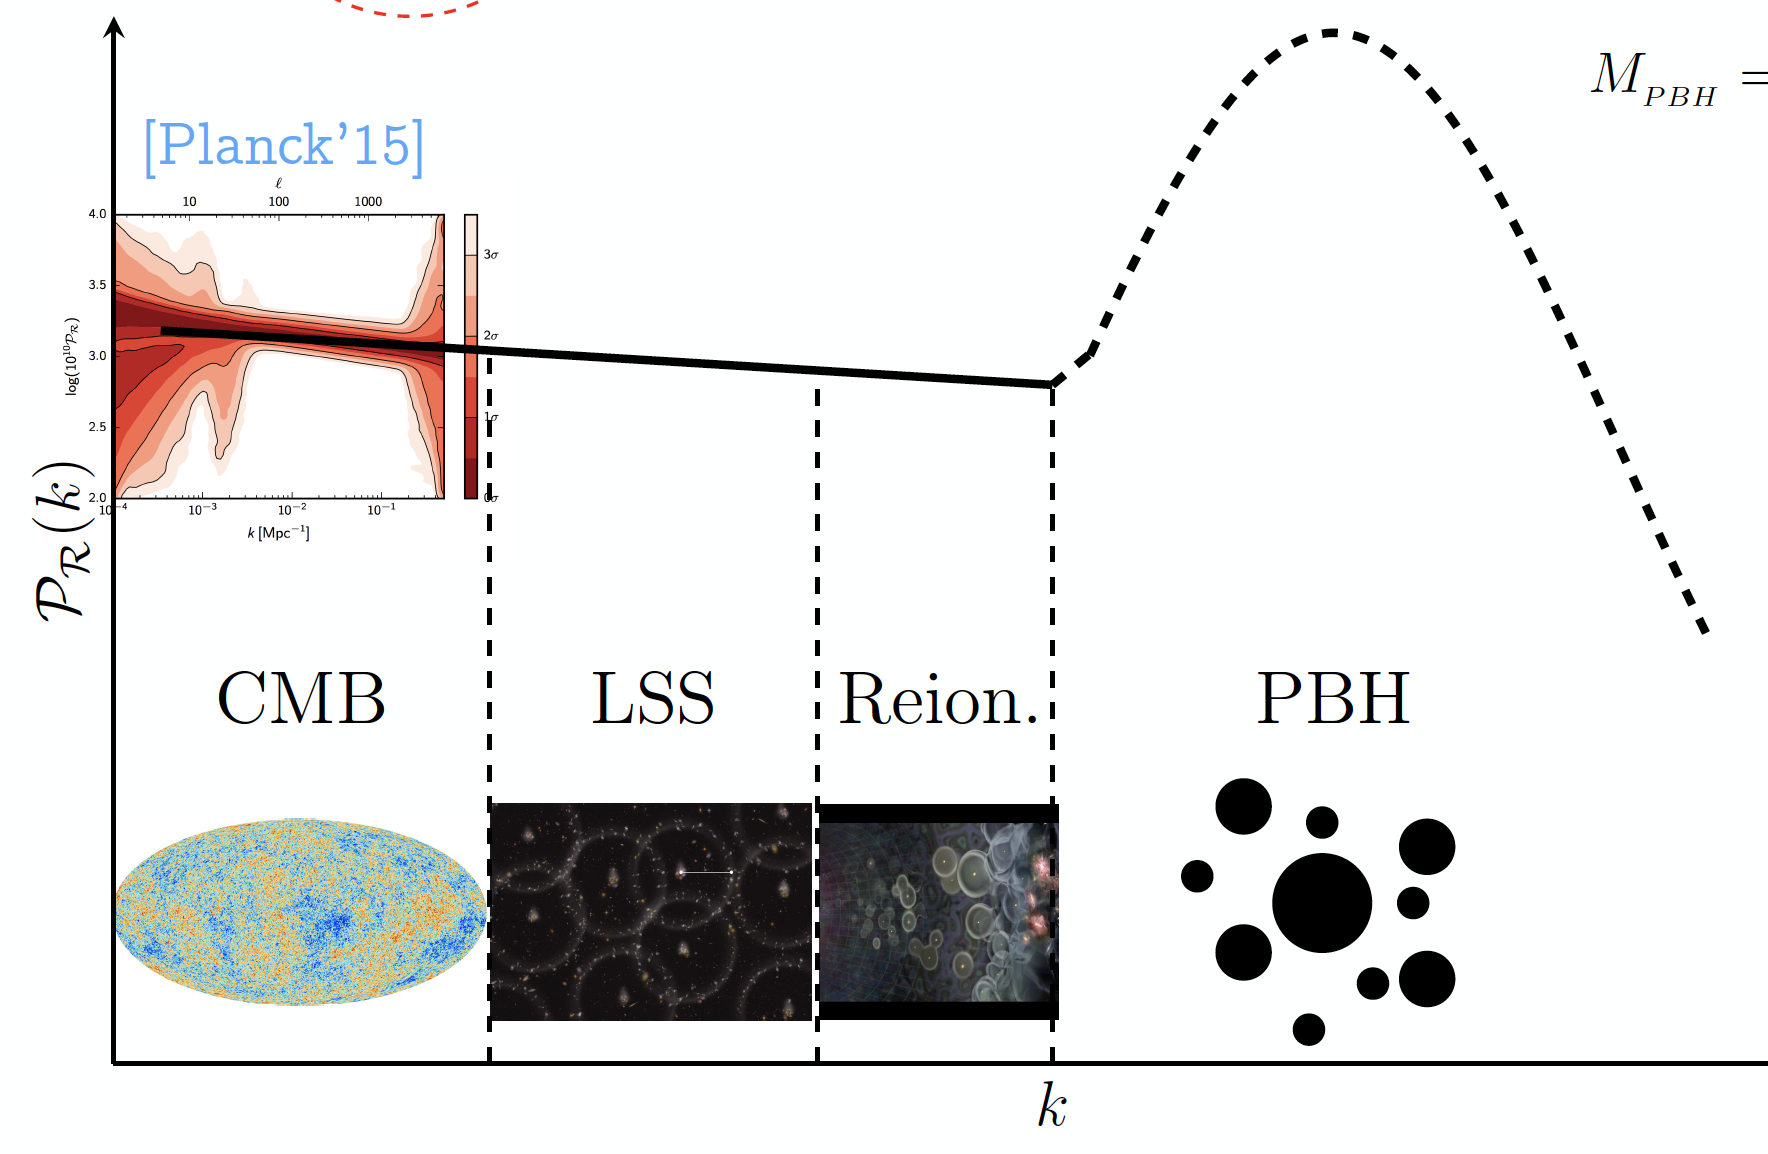 M_{PBH} =
[Planck'15]
ℓ
10 100 1000
4.0
3.5
3.0
2.5
2.0
log(10^{10}P_R)
3σ
2σ
1σ
0σ
10^{-4} 10^{-3} 10^{-2} 10^{-1}
k [Mpc^{-1}]
P_R(k)
CMB LSS Reion. PBH
k